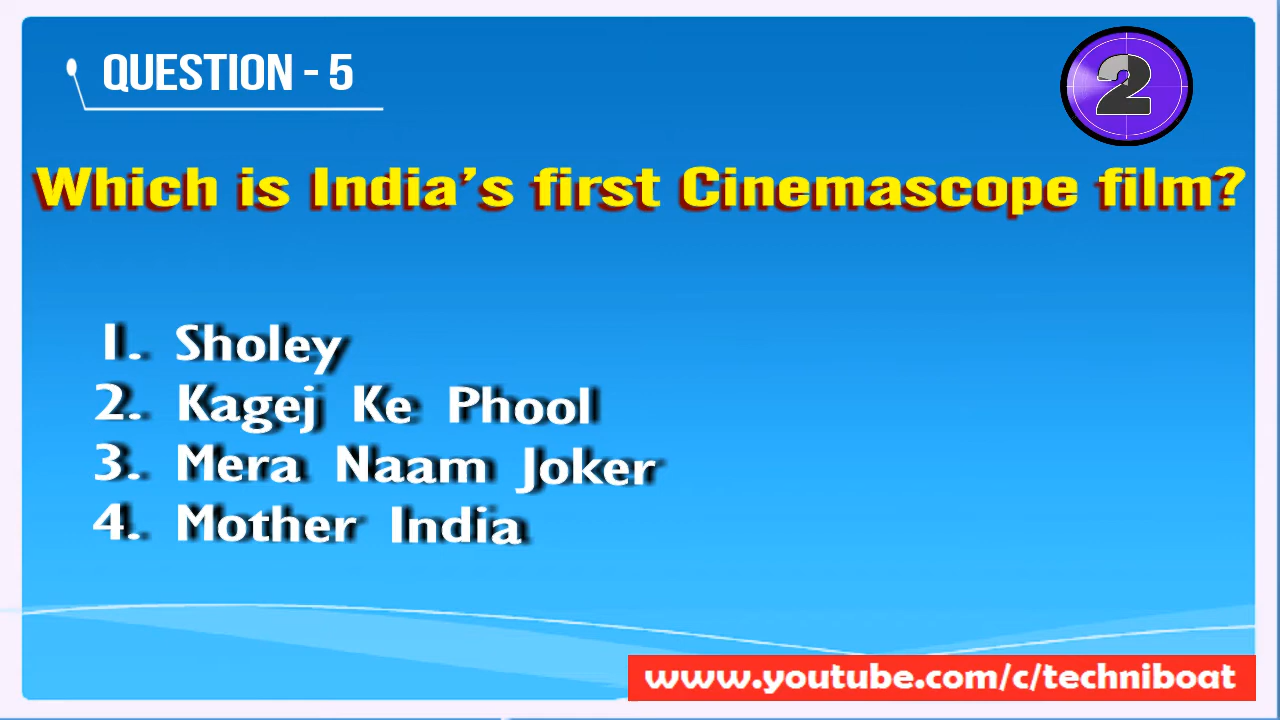 QUESTION - 5
2
Which is India's first Cinemascope film?
1. Sholey
2. Kagej Ke Phool
3. Mera Naam Joker
4. Mother India
www.youtube.com/c/techniboat